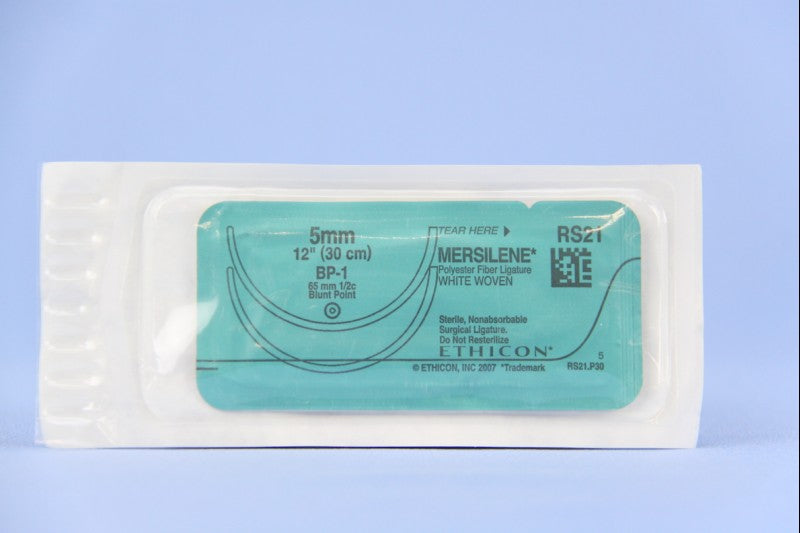 5mm
12" (30 cm)
BP-1
65 mm 1/2c
Blunt Point
TEAR HERE
MERSILENE*
Polyester Fiber Ligature
WHITE WOVEN
RS21
Sterile, Nonabsorbable
Surgical Ligature.
Do Not Resterilize
ETHICON*
© ETHICON, INC 2007 *Trademark
5
RS21.P30